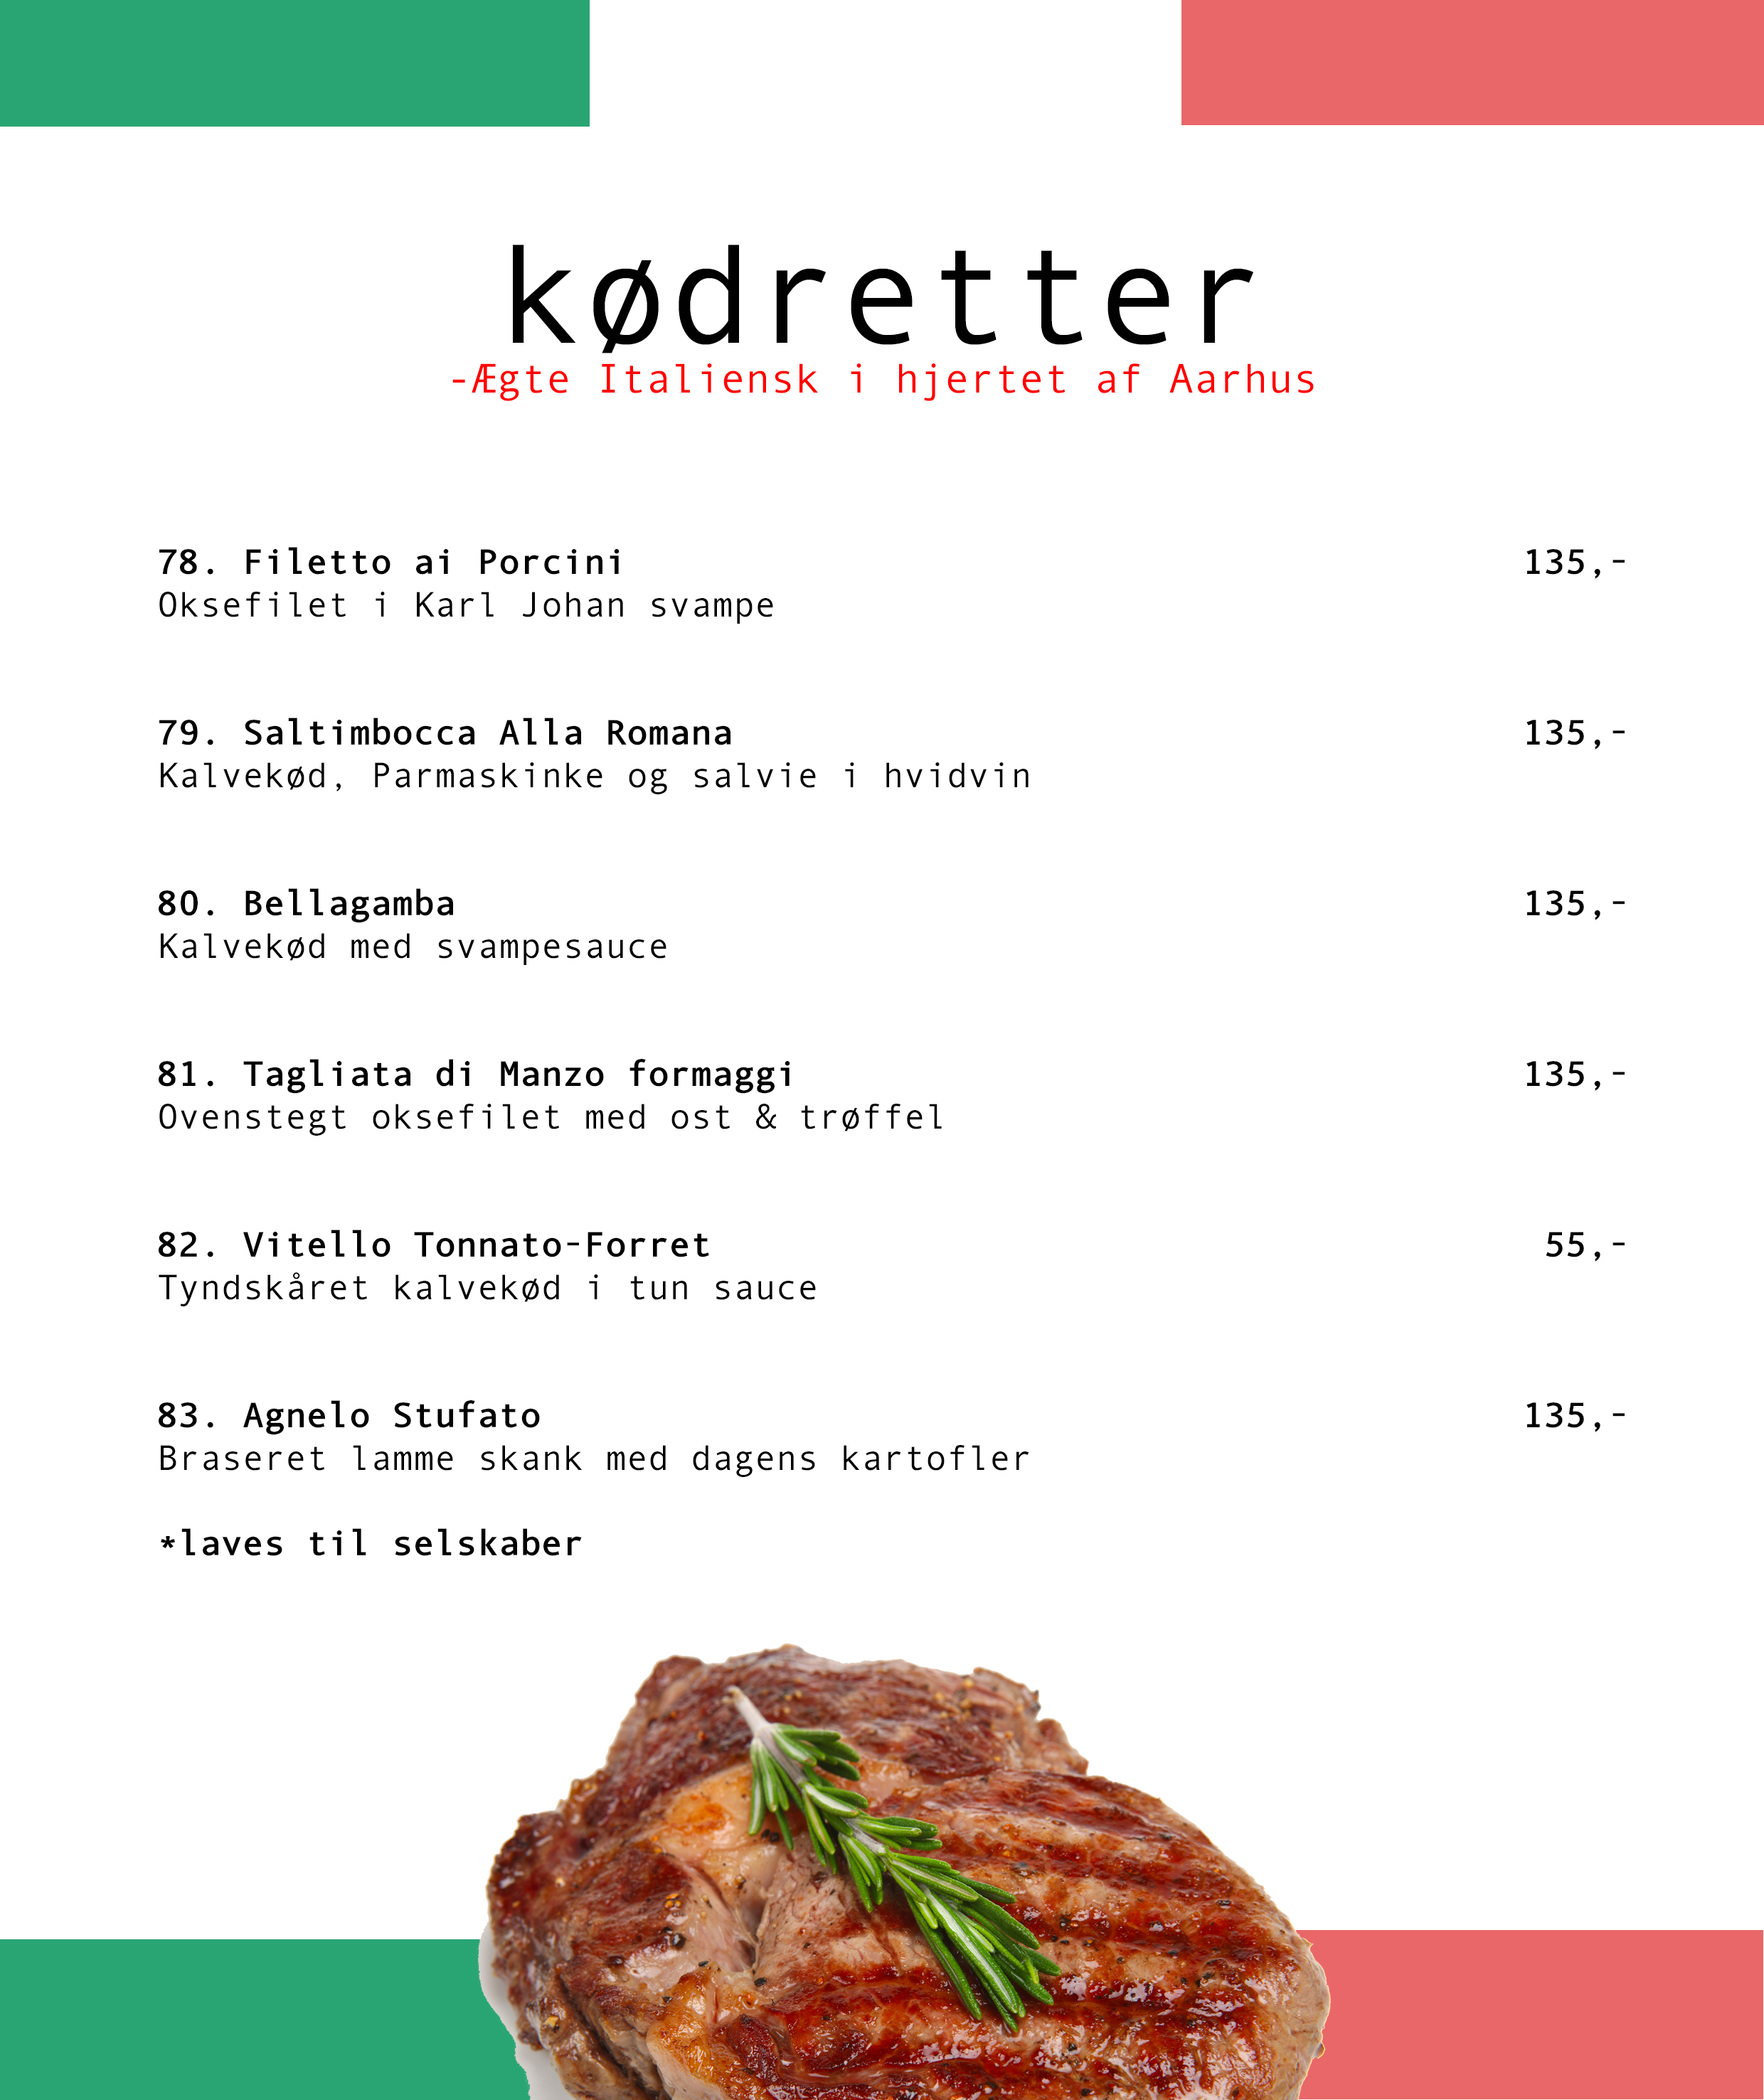 kødretter
-Ægte Italiensk i hjertet af Aarhus
78. Filetto ai Porcini 135,-
Oksefilet i Karl Johan svampe
79. Saltimbocca Alla Romana 135,-
Kalvekød, Parmaskinke og salvie i hvidvin
80. Bellagamba 135,-
Kalvekød med svampesauce
81. Tagliata di Manzo formaggi 135,-
Ovenstegt oksefilet med ost & trøffel
82. Vitello Tonnato-Forret 55,-
Tyndskåret kalvekød i tun sauce
83. Agnelo Stufato 135,-
Braseret lamme skank med dagens kartofler
*laves til selskaber